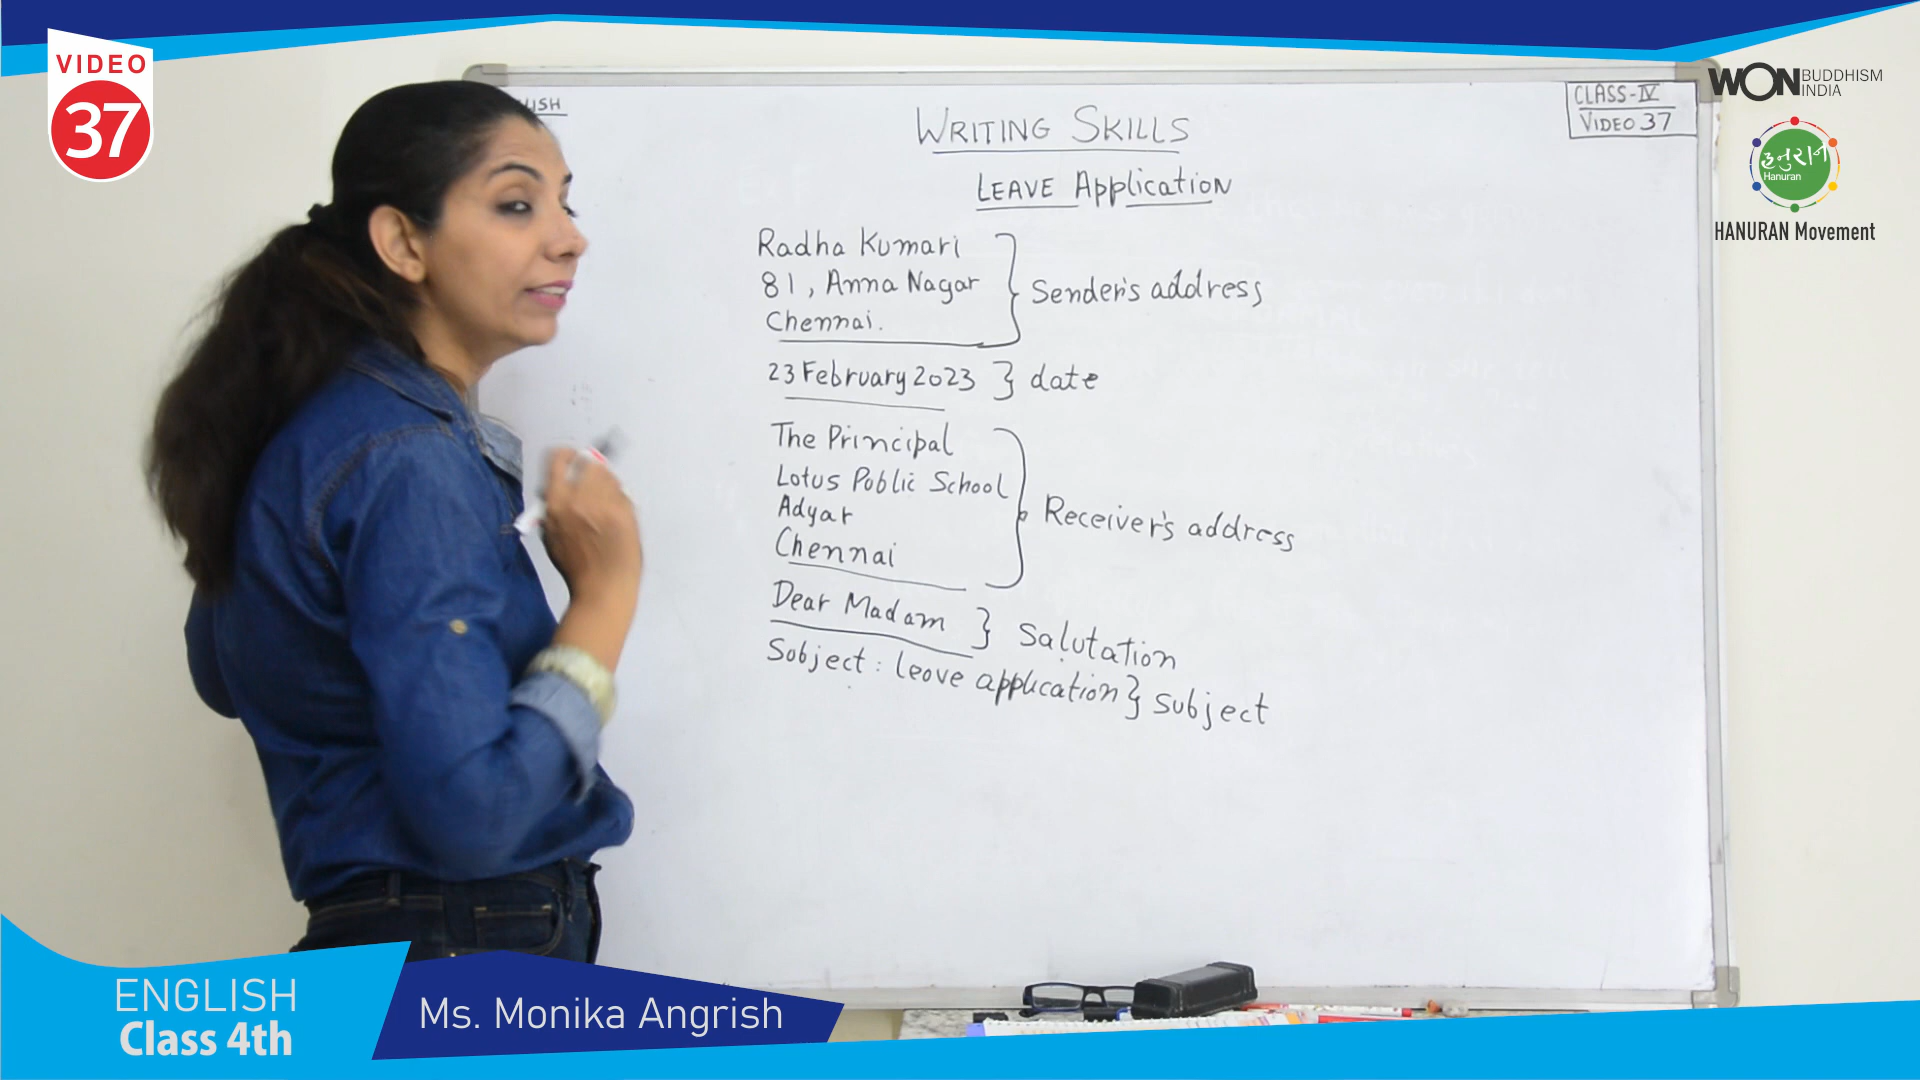 VIDEO
37
WON BUDDHISM INDIA
हनुरान
Hanuran
HANURAN Movement
CLASS-IV
VIDEO 37
WRITING SKILLS
LEAVE Application
Radha Kumari
81, Anna Nagar
Chennai.
} Sender's address
23 February 2023 } date
The Principal
Lotus Public School
Adyar
Chennai
} Receiver's address
Dear Madam } Salutation
Subject : leave application } Subject
ENGLISH
Class 4th
Ms. Monika Angrish